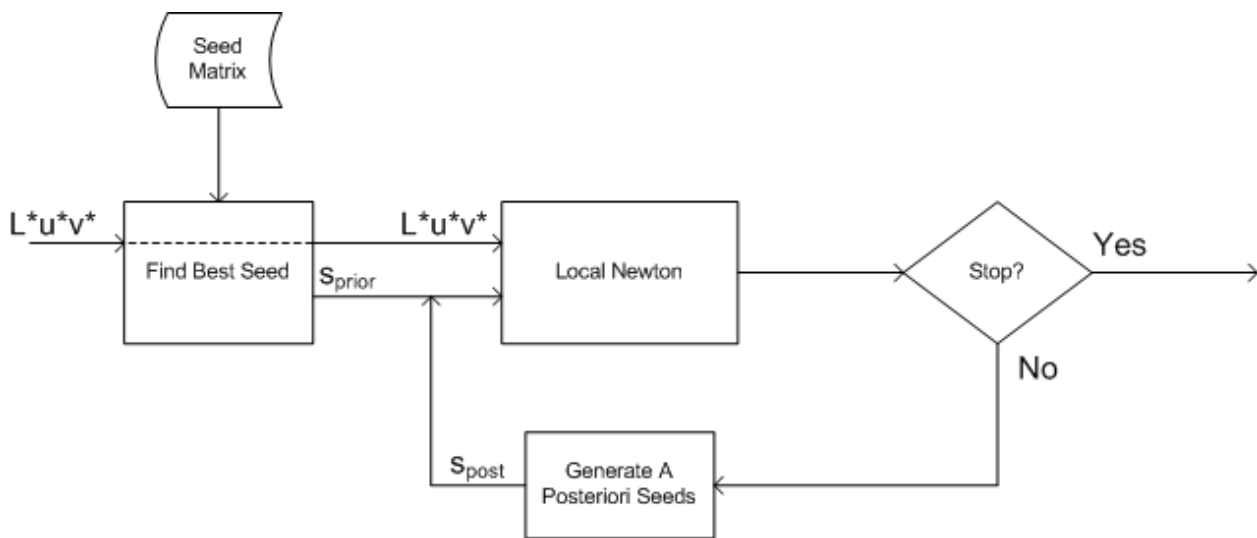 Seed
Matrix
L*u*v*
L*u*v*
Find Best Seed
s_prior
Local Newton
Stop?
Yes
No
s_post
Generate A
Posteriori Seeds